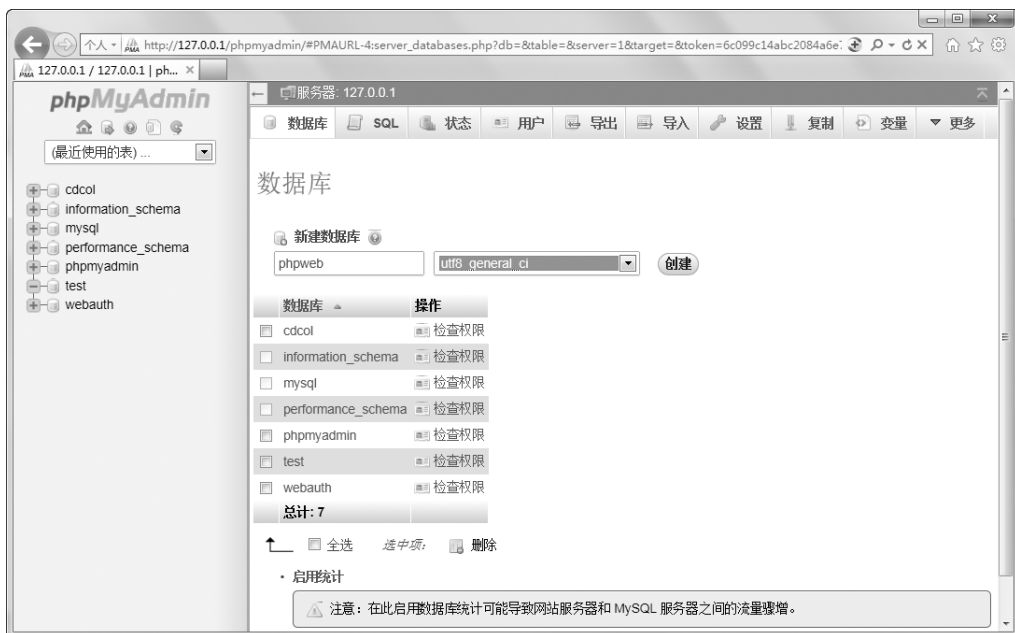 个人 http://127.0.0.1/phpmyadmin/#PMAURL-4:server_databases.php?db=&table=&server=1&target=&token=6c099c14abc2084a6e
127.0.0.1 / 127.0.0.1 | ph...
phpMyAdmin
(最近使用的表) ...
cdcol
information_schema
mysql
performance_schema
phpmyadmin
test
webauth
服务器: 127.0.0.1
数据库 SQL 状态 用户 导出 导入 设置 复制 变量 更多
数据库
新建数据库
phpweb utf8_general_ci 创建
数据库 操作
cdcol 检查权限
information_schema 检查权限
mysql 检查权限
performance_schema 检查权限
phpmyadmin 检查权限
test 检查权限
webauth 检查权限
总计: 7
全选 选中项: 删除
• 启用统计
注意：在此启用数据库统计可能导致网站服务器和 MySQL 服务器之间的流量骤增。